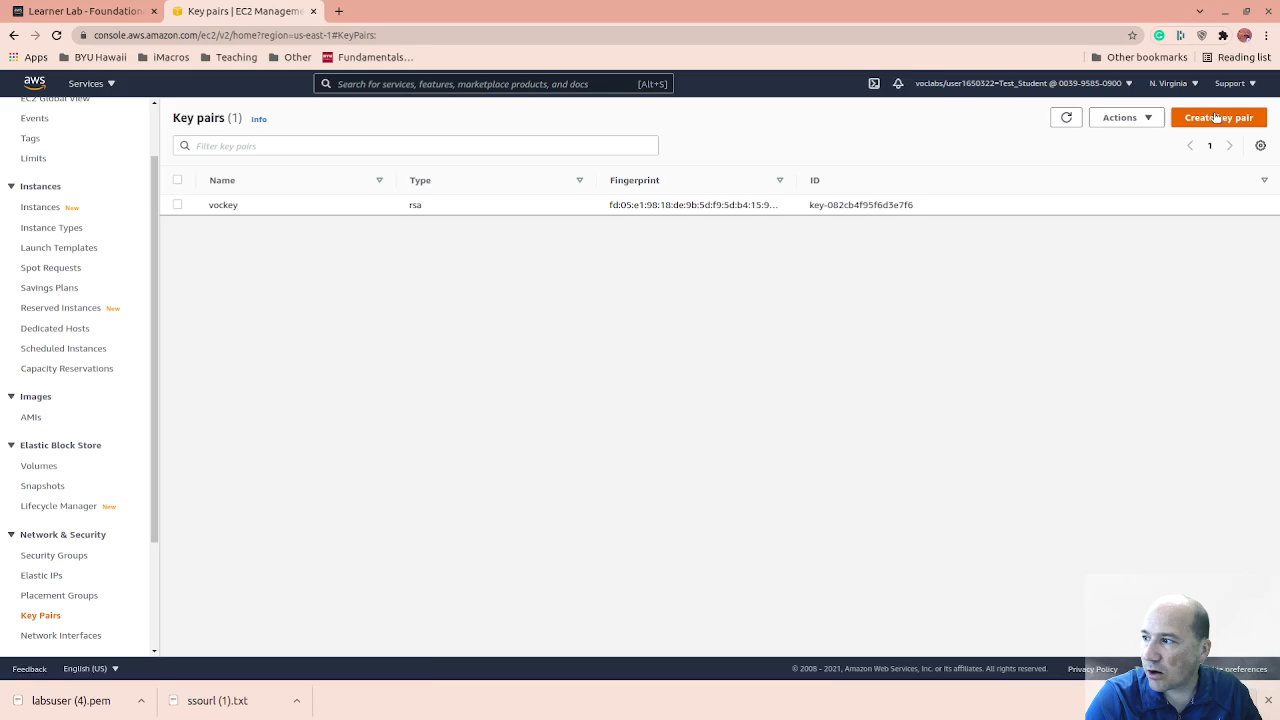 Learner Lab - Foundationa
Key pairs | EC2 Manageme
console.aws.amazon.com/ec2/v2/home?region=us-east-1#KeyPairs:
Apps
BYU Hawaii
iMacros
Teaching
Other
Fundamentals...
Other bookmarks
Reading list
aws
Services
Search for services, features, marketplace products, and docs
[Alt+S]
voclabs/user1650322=Test_Student @ 0039-9585-0900
N. Virginia
Support
EC2 Global View
Events
Tags
Limits
Instances
Instances New
Instance Types
Launch Templates
Spot Requests
Savings Plans
Reserved Instances New
Dedicated Hosts
Scheduled Instances
Capacity Reservations
Images
AMIs
Elastic Block Store
Volumes
Snapshots
Lifecycle Manager New
Network & Security
Security Groups
Elastic IPs
Placement Groups
Key Pairs
Network Interfaces
Key pairs (1) Info
Actions
Create key pair
Filter key pairs
1
Name
Type
Fingerprint
ID
vockey
rsa
fd:05:e1:98:18:de:9b:5d:f9:5d:b4:15:9...
key-082cb4f95f6d3e7f6
Feedback
English (US)
© 2008 - 2021, Amazon Web Services, Inc. or its affiliates. All rights reserved.
Privacy Policy
preferences
labsuser (4).pem
ssourl (1).txt